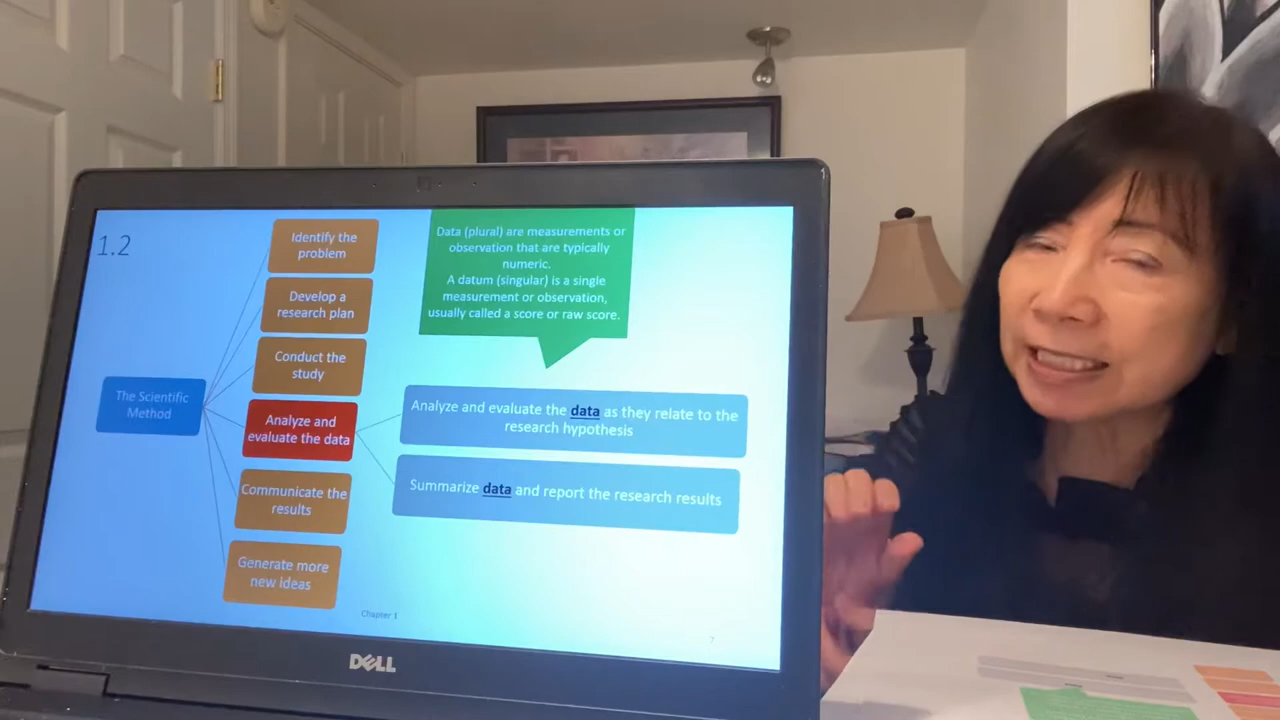 1.2
Identify the
problem
Develop a
research plan
Conduct the
study
The Scientific
Method
Analyze and
evaluate the data
Communicate the
results
Generate more
new ideas
Data (plural) are measurements or
observation that are typically
numeric.
A datum (singular) is a single
measurement or observation,
usually called a score or raw score.
Analyze and evaluate the data as they relate to the
research hypothesis
Summarize data and report the research results
Chapter 1
7
DELL